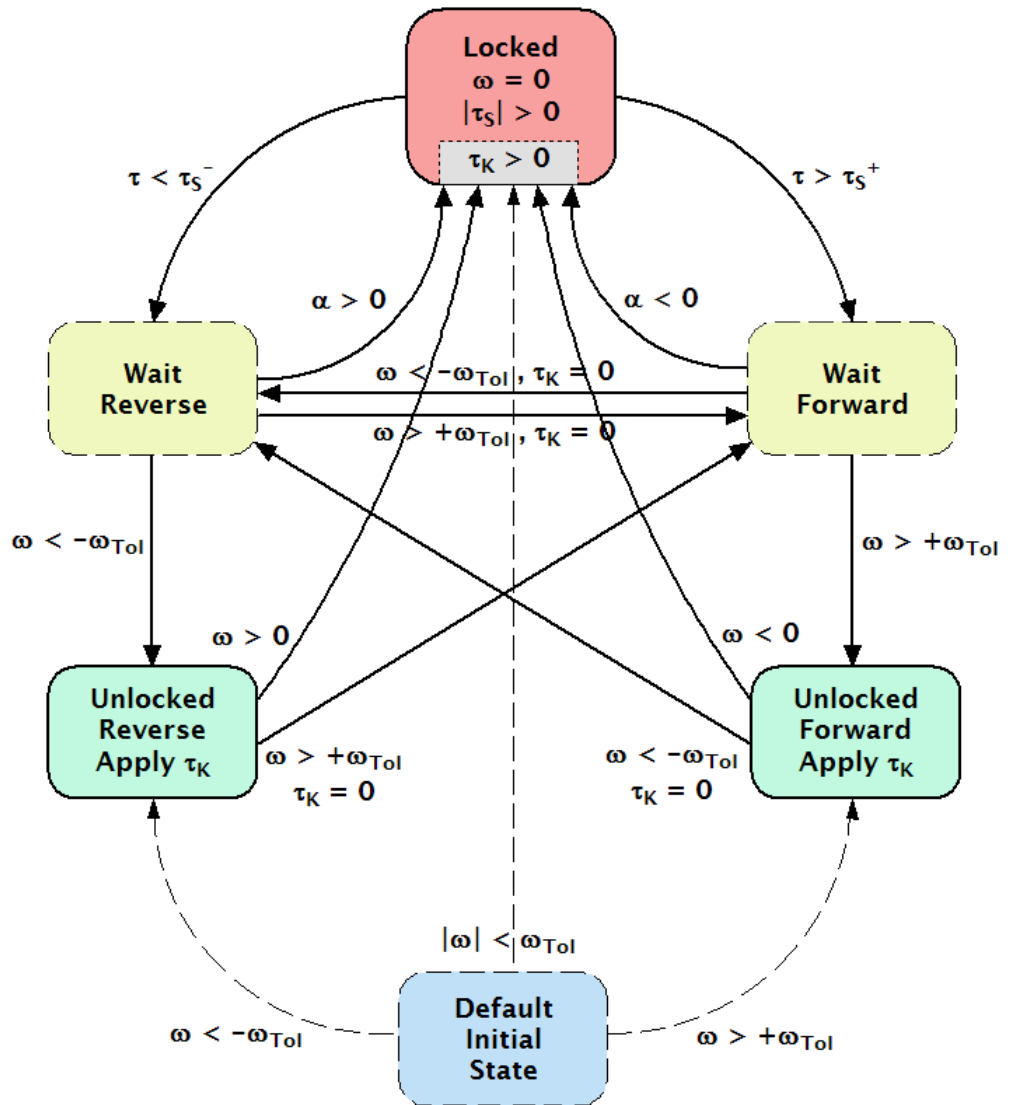 Locked
ω = 0
|τS| > 0
τK > 0
τ < τS⁻
τ > τS⁺
α > 0
α < 0
Wait
Reverse
ω < -ωTol , τK = 0
Wait
Forward
ω > +ωTol , τK = 0
ω < -ωTol
ω > +ωTol
ω > 0
ω < 0
Unlocked
Reverse
Apply τK
Unlocked
Forward
Apply τK
ω > +ωTol
τK = 0
ω < -ωTol
τK = 0
|ω| < ωTol
Default
Initial
State
ω < -ωTol
ω > +ωTol